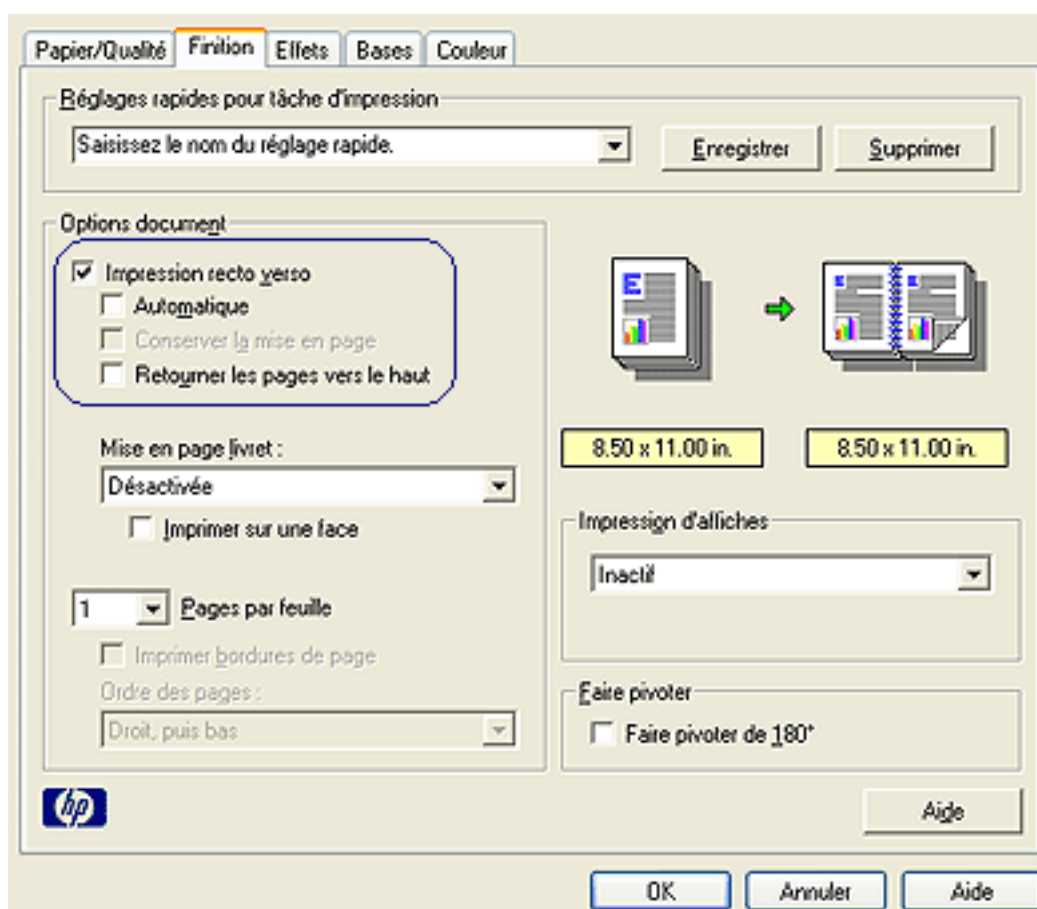 Papier/Qualité Finition Effets Bases Couleur
Réglages rapides pour tâche d'impression
Saisissez le nom du réglage rapide. Enregistrer Supprimer
Options document
Impression recto verso
Automatique
Conserver la mise en page
Retourner les pages vers le haut
Mise en page livret :
Désactivée
Imprimer sur une face
1 Pages par feuille
Imprimer bordures de page
Ordre des pages :
Droit, puis bas
E E E
8.50 x 11.00 in. 8.50 x 11.00 in.
Impression d'affiches
Inactif
Faire pivoter
Faire pivoter de 180°
hp
Aide
OK Annuler Aide